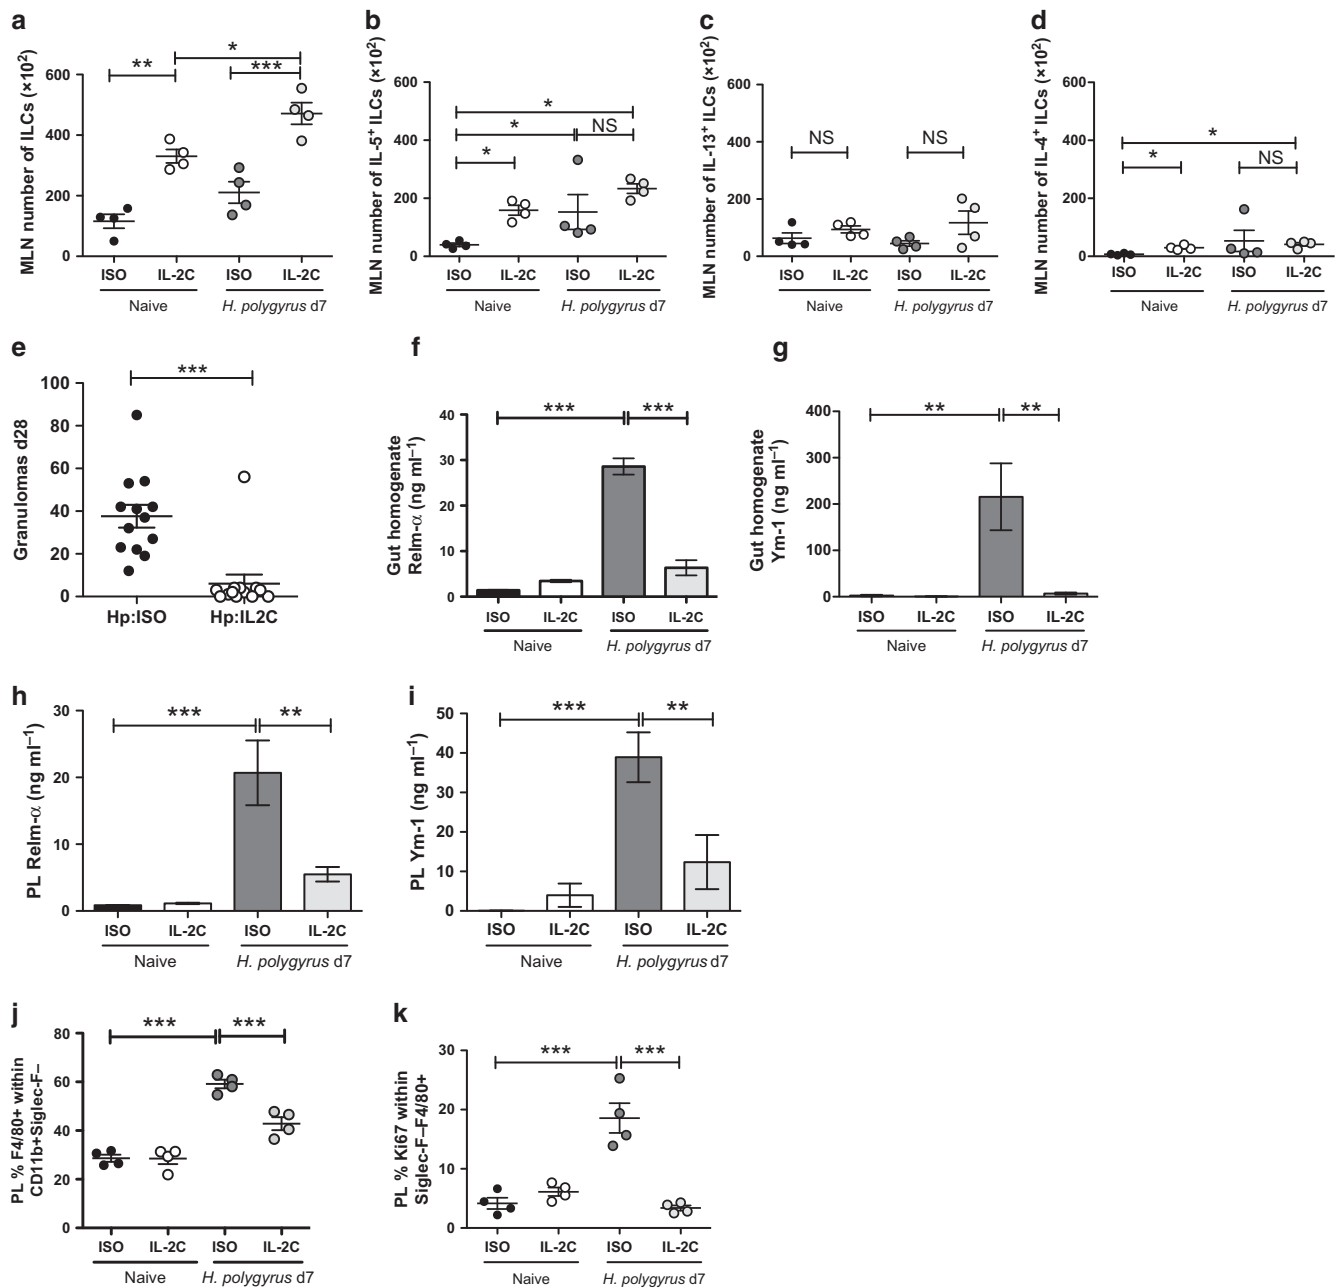 a
MLN number of ILCs (×10²)
600
400
200
0
**
*
***
ISO IL-2C ISO IL-2C
Naive H. polygyrus d7
b
MLN number of IL-5⁺ ILCs (×10²)
600
400
200
0
*
*
*
NS
ISO IL-2C ISO IL-2C
Naive H. polygyrus d7
c
MLN number of IL-13⁺ ILCs (×10²)
600
400
200
0
NS NS
ISO IL-2C ISO IL-2C
Naive H. polygyrus d7
d
MLN number of IL-4⁺ ILCs (×10²)
600
400
200
0
*
*
NS
ISO IL-2C ISO IL-2C
Naive H. polygyrus d7
e
Granulomas d28
100
80
60
40
20
0
***
Hp:ISO Hp:IL2C
f
Gut homogenate
Relm-α (ng ml⁻¹)
40
30
20
10
0
*** ***
ISO IL-2C ISO IL-2C
Naive H. polygyrus d7
g
Gut homogenate
Ym-1 (ng ml⁻¹)
400
300
200
100
0
** **
ISO IL-2C ISO IL-2C
Naive H. polygyrus d7
h
PL Relm-α (ng ml⁻¹)
30
20
10
0
*** **
ISO IL-2C ISO IL-2C
Naive H. polygyrus d7
i
PL Ym-1 (ng ml⁻¹)
50
40
30
20
10
0
*** **
ISO IL-2C ISO IL-2C
Naive H. polygyrus d7
j
PL % F4/80+ within
CD11b+Siglec-F–
80
60
40
20
0
*** ***
ISO IL-2C ISO IL-2C
Naive H. polygyrus d7
k
PL % Ki67 within
Siglec-F–F4/80+
30
20
10
0
*** ***
ISO IL-2C ISO IL-2C
Naive H. polygyrus d7